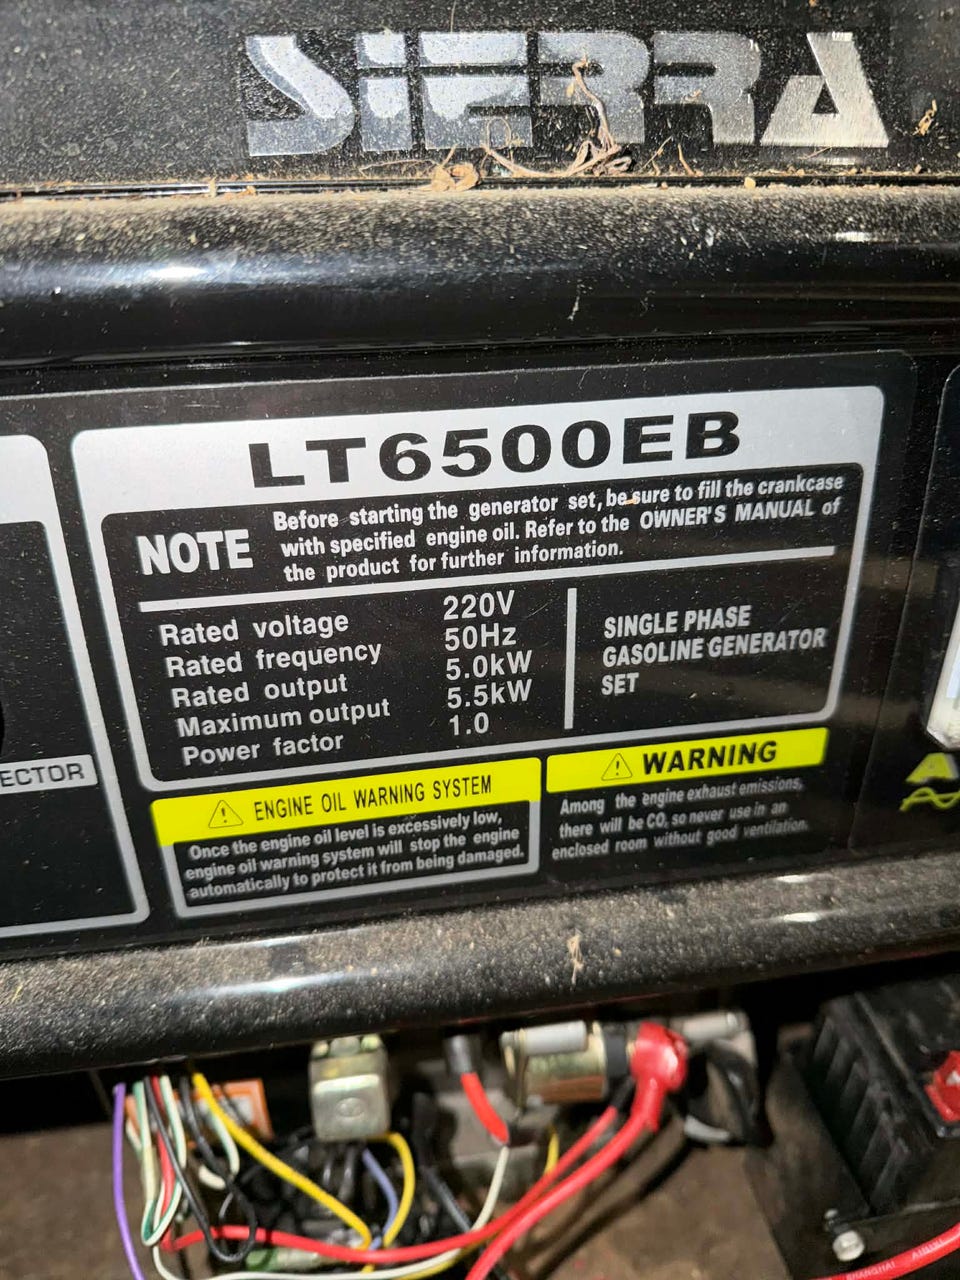 SIERRA
LT6500EB
NOTE
Before starting the generator set, be sure to fill the crankcase
with specified engine oil. Refer to the OWNER'S MANUAL of
the product for further information.
Rated voltage 220V
Rated frequency 50Hz
Rated output 5.0kW
Maximum output 5.5kW
Power factor 1.0
SINGLE PHASE
GASOLINE GENERATOR
SET
ECTOR
ENGINE OIL WARNING SYSTEM
Once the engine oil level is excessively low,
engine oil warning system will stop the engine
automatically to protect it from being damaged.
WARNING
Among the engine exhaust emissions,
there will be CO, so never use in an
enclosed room without good ventilation.
SHANGHAI